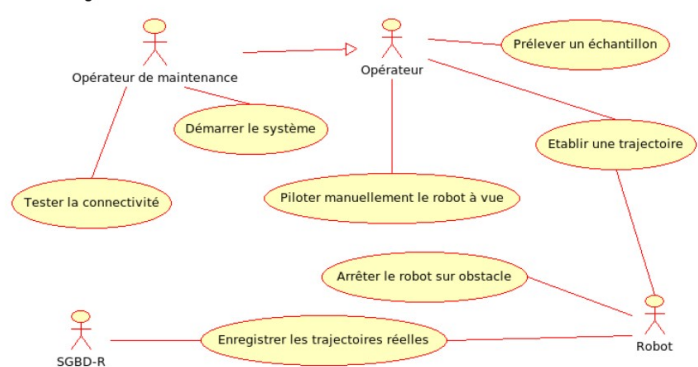 Prélever un échantillon
Opérateur de maintenance
Opérateur
Démarrer le système
Etablir une trajectoire
Tester la connectivité
Piloter manuellement le robot à vue
Arrêter le robot sur obstacle
Enregistrer les trajectoires réelles
Robot
SGBD-R